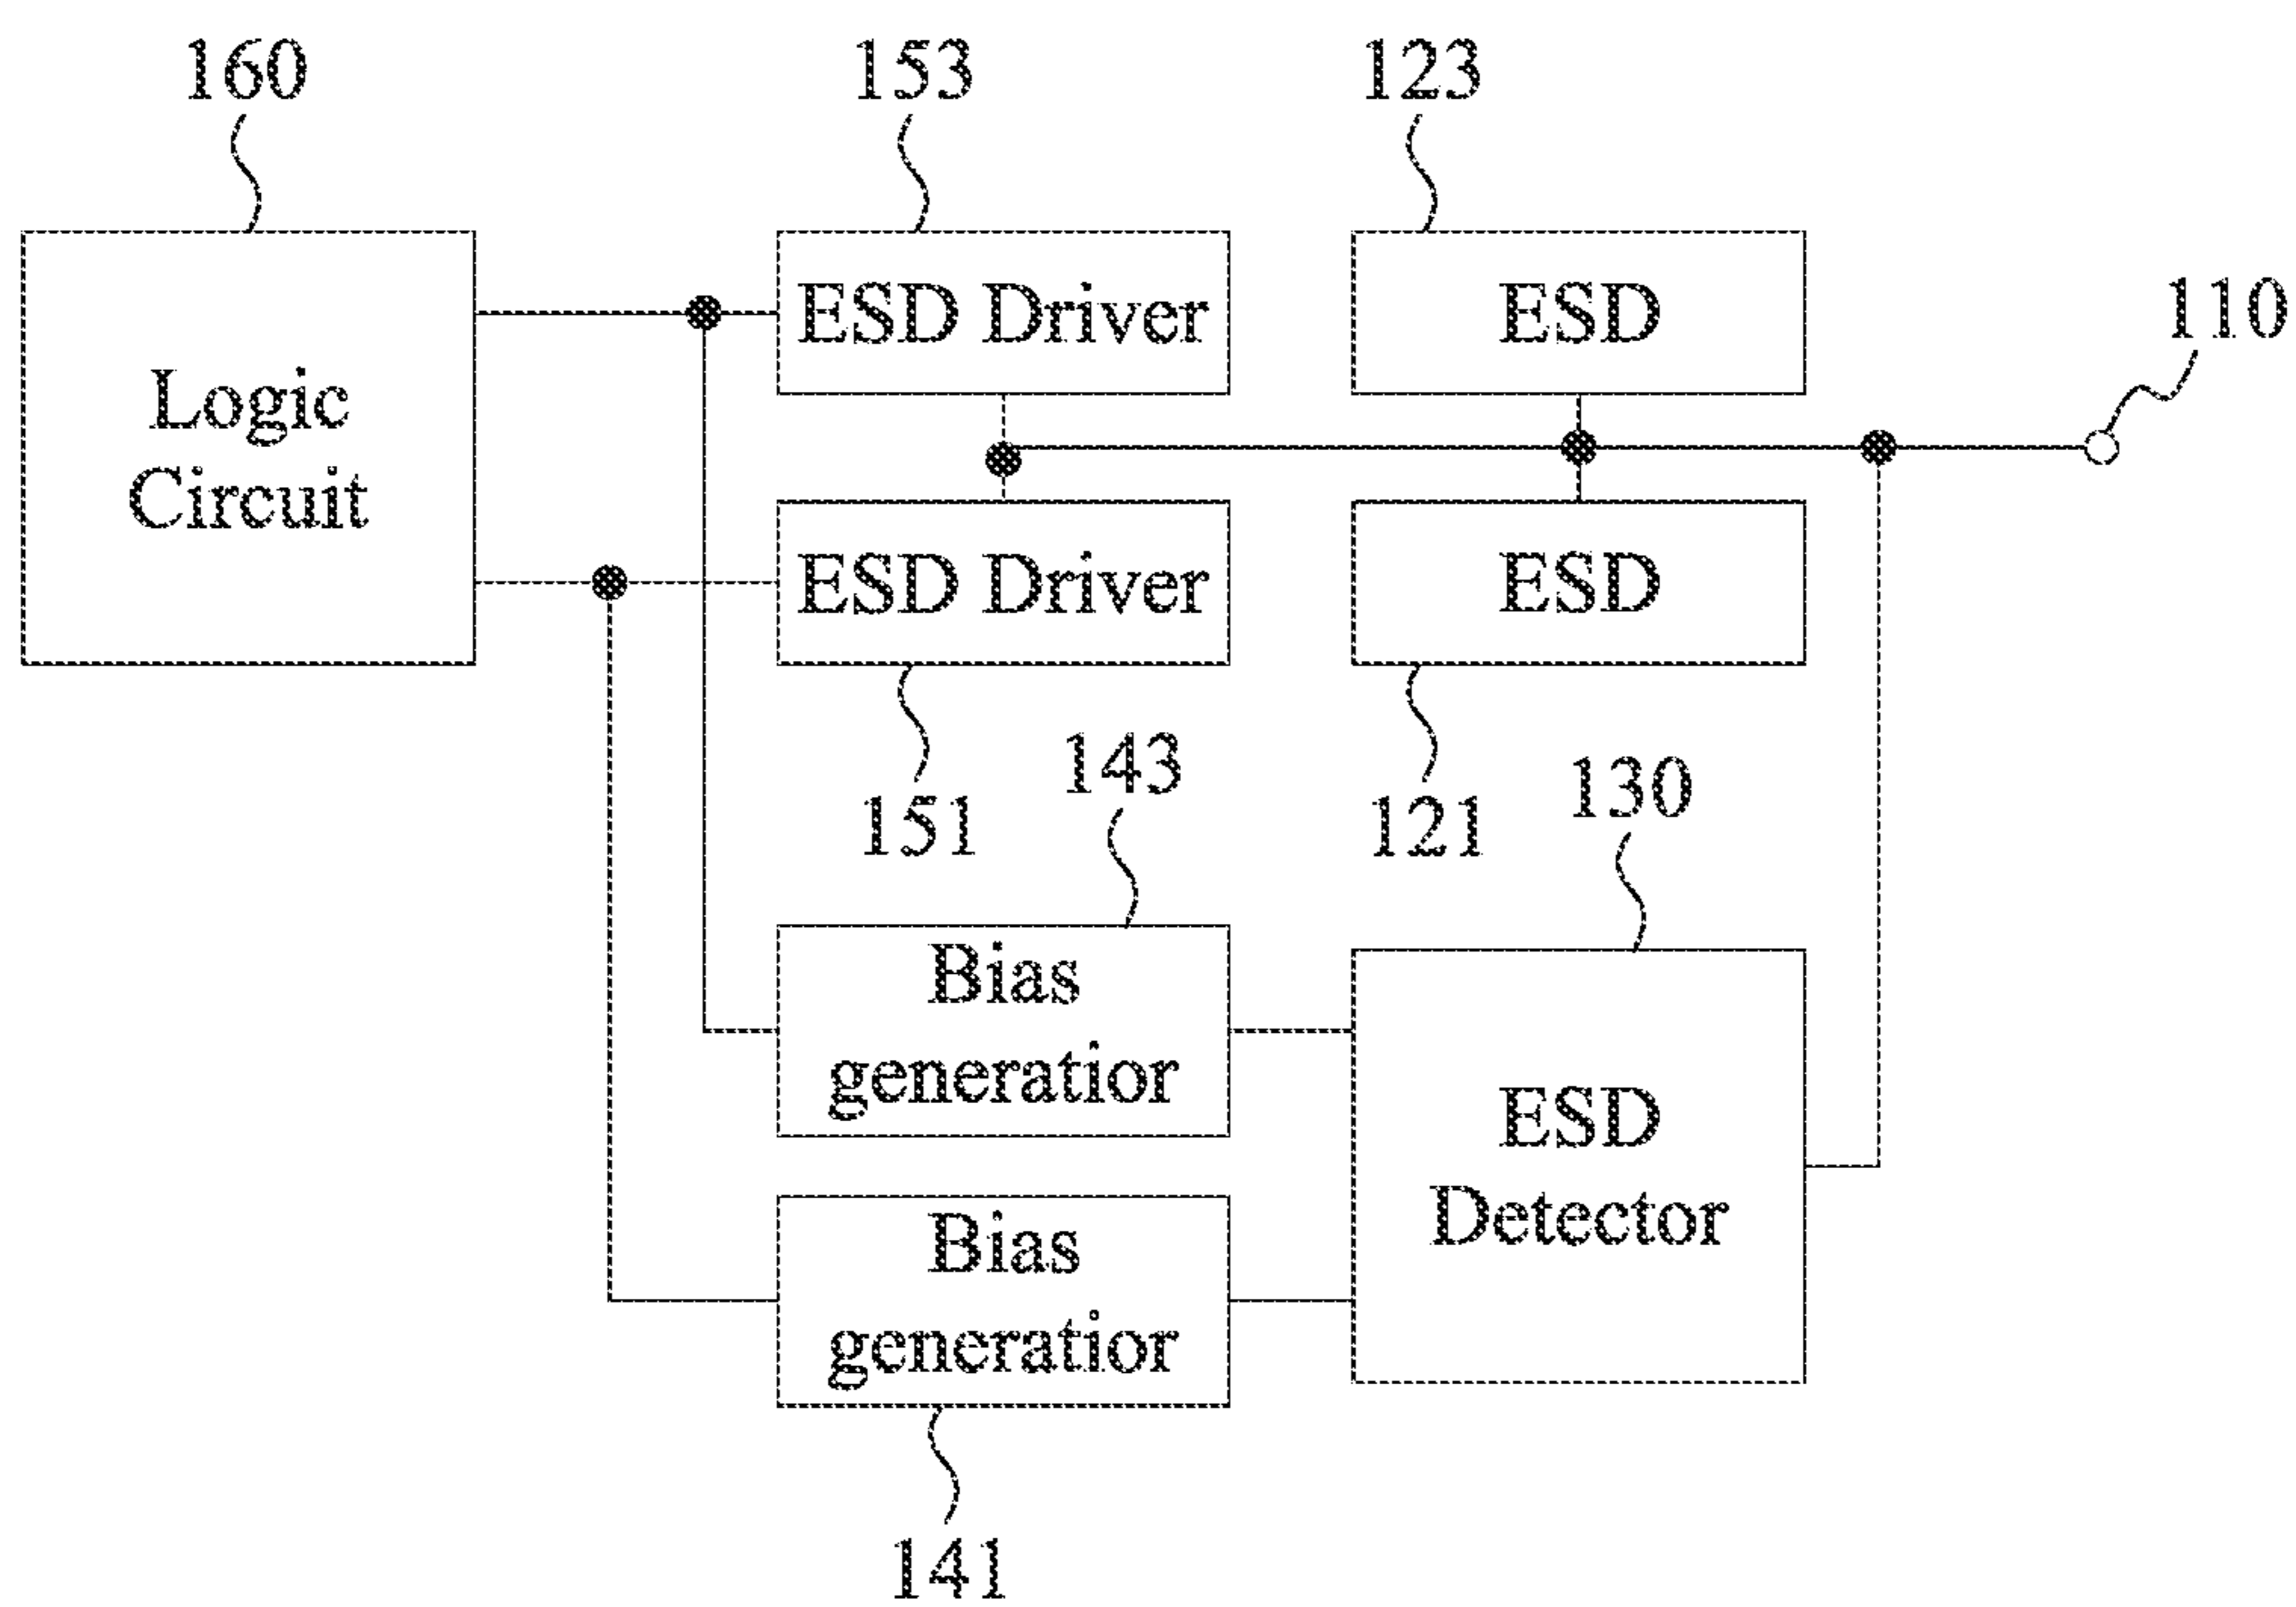 160
153
123
110
ESD Driver
ESD
Logic
Circuit
ESD Driver
ESD
151
143
121
130
Bias
generatior
ESD
Detector
Bias
generatior
141